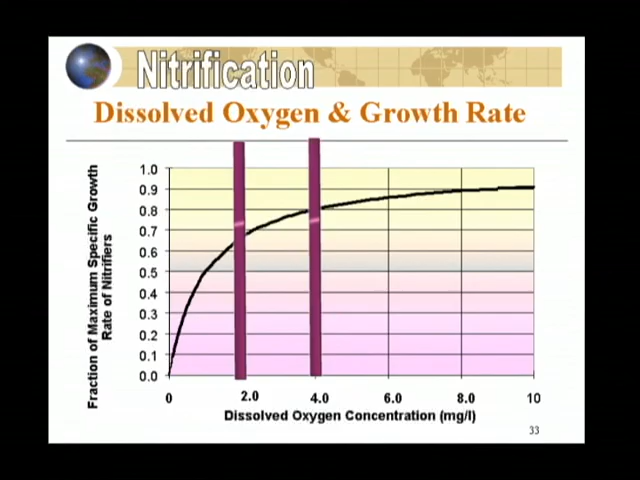 Nitrification
Dissolved Oxygen & Growth Rate
Fraction of Maximum Specific Growth
Rate of Nitrifiers
1.0
0.9
0.8
0.7
0.6
0.5
0.4
0.3
0.2
0.1
0.0
0 2.0 4.0 6.0 8.0 10
Dissolved Oxygen Concentration (mg/l)
33